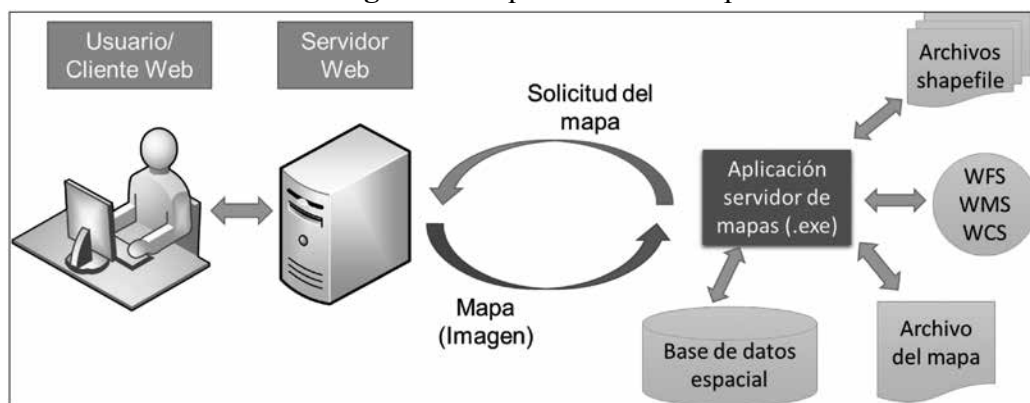 Usuario/
Cliente Web
Servidor
Web
Solicitud del
mapa
Mapa
(Imagen)
Aplicación
servidor de
mapas (.exe)
Archivos
shapefile
WFS
WMS
WCS
Archivo
del mapa
Base de datos
espacial